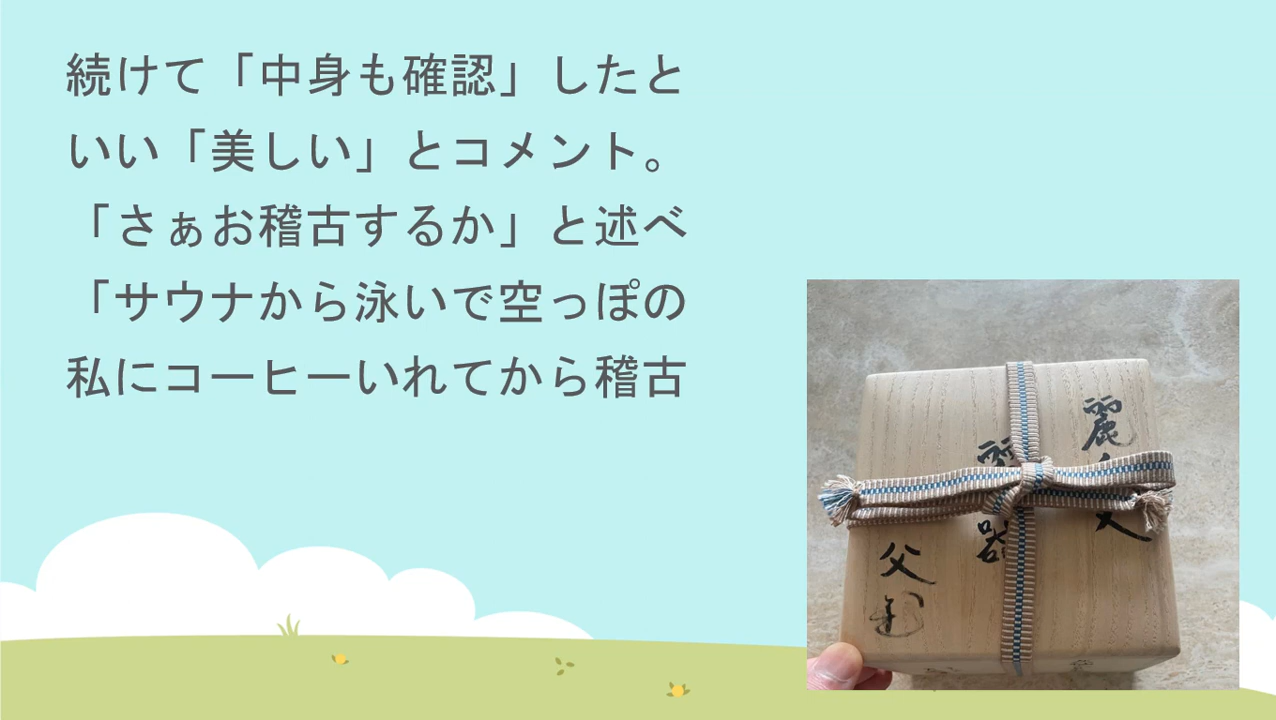 続けて「中身も確認」したと
いい「美しい」とコメント。
「さぁお稽古するか」と述べ
「サウナから泳いで空っぽの
私にコーヒーいれてから稽古
麗
器
父